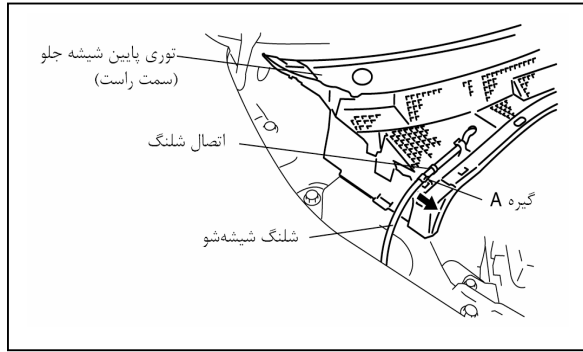 توری پایین شیشه جلو
(سمت راست)
اتصال شلنگ
گیره A
شلنگ شیشه‌شو